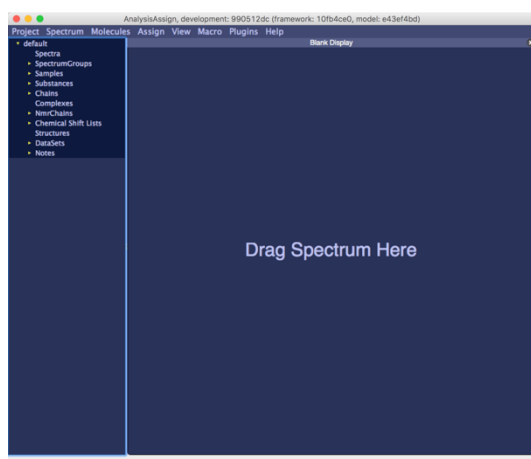 AnalysisAssign, development: 990512dc (framework: 10fb4ce0, model: e43ef4bd)
Project Spectrum Molecules Assign View Macro Plugins Help
default
Blank Display
Spectra
SpectrumGroups
Samples
Substances
Chains
Complexes
NmrChains
Chemical Shift Lists
Structures
DataSets
Notes
Drag Spectrum Here